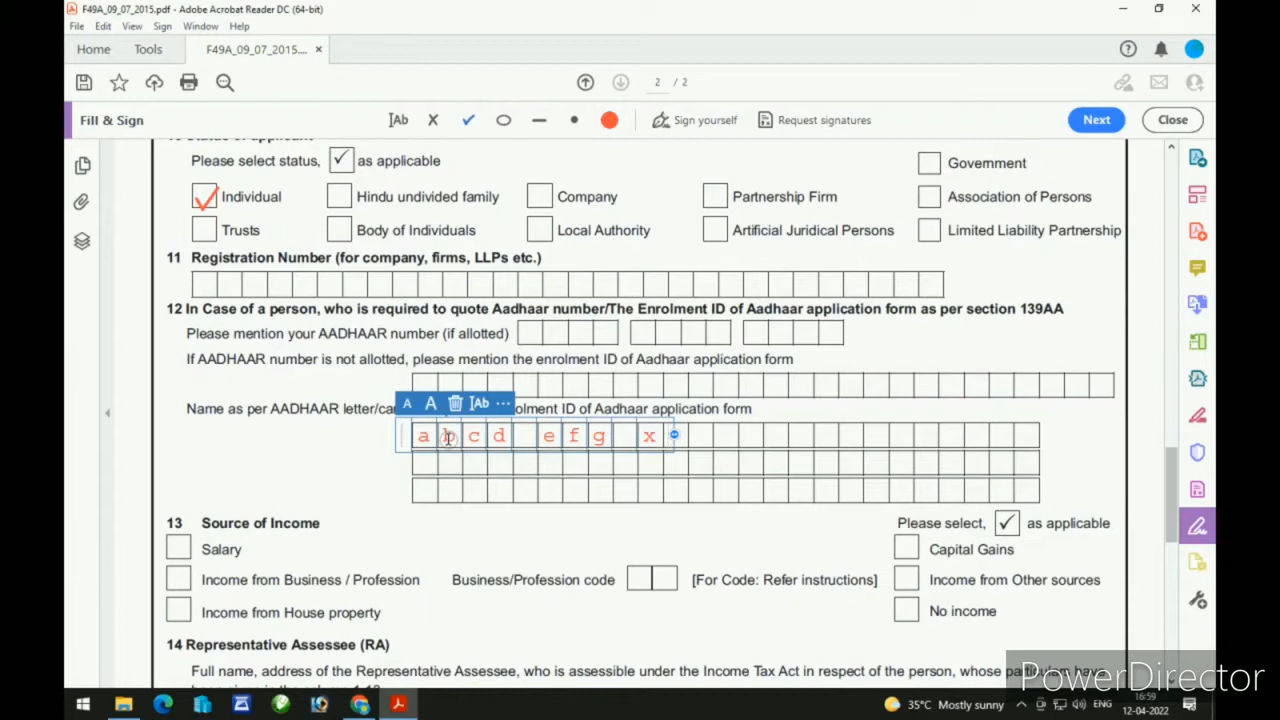 F49A_09_07_2015.pdf - Adobe Acrobat Reader DC (64-bit)
File Edit View Sign Window Help
Home Tools F49A_09_07_2015.... ×
2 / 2
Fill & Sign Sign yourself Request signatures Next Close
Please select status, ✓ as applicable Government
Individual Hindu undivided family Company Partnership Firm Association of Persons
Trusts Body of Individuals Local Authority Artificial Juridical Persons Limited Liability Partnership
11 Registration Number (for company, firms, LLPs etc.)
12 In Case of a person, who is required to quote Aadhaar number/The Enrolment ID of Aadhaar application form as per section 139AA
Please mention your AADHAAR number (if allotted)
If AADHAAR number is not allotted, please mention the enrolment ID of Aadhaar application form
Name as per AADHAAR letter/ olment ID of Aadhaar application form
a b c d e f g x
13 Source of Income Please select, ✓ as applicable
Salary Capital Gains
Income from Business / Profession Business/Profession code [For Code: Refer instructions] Income from Other sources
Income from House property No income
14 Representative Assessee (RA)
Full name, address of the Representative Assessee, who is assessible under the Income Tax Act in respect of the person, whose particulars have
PowerDirector
35°C Mostly sunny ENG 16:59
12-04-2022